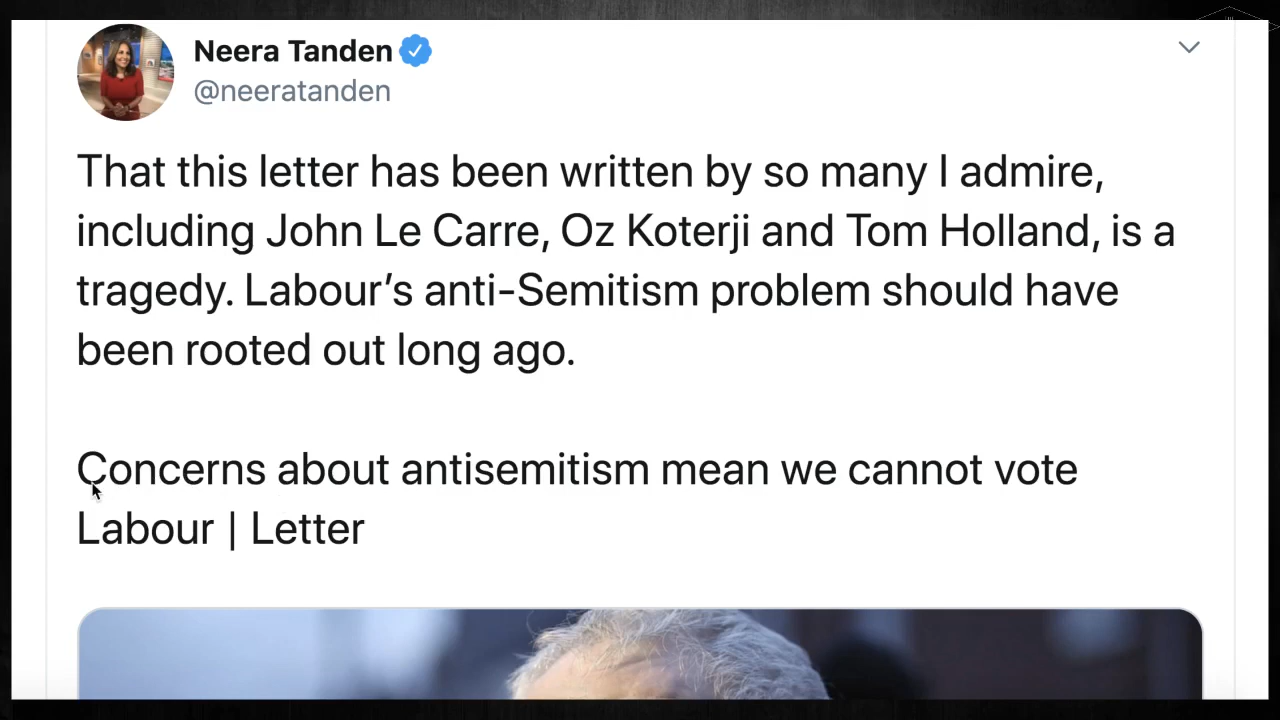 Neera Tanden
@neeratanden
That this letter has been written by so many I admire,
including John Le Carre, Oz Koterji and Tom Holland, is a
tragedy. Labour’s anti-Semitism problem should have
been rooted out long ago.
Concerns about antisemitism mean we cannot vote
Labour | Letter